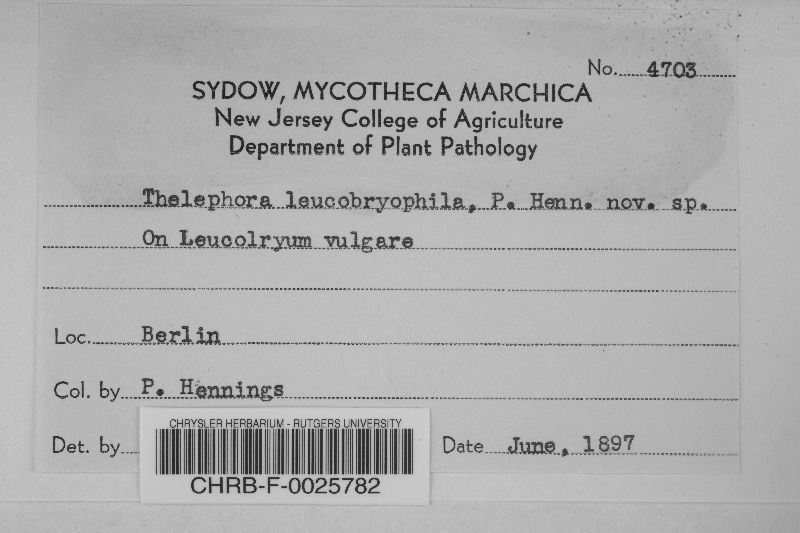 No. 4703
SYDOW, MYCOTHECA MARCHICA
New Jersey College of Agriculture
Department of Plant Pathology
Thelephora leucobryophila, P. Henn. nov. sp.
On Leucolryum vulgare
Loc. Berlin
Col. by P. Hennings
Det. by
Date June, 1897
CHRYSLER HERBARIUM - RUTGERS UNIVERSITY
CHRB-F-0025782